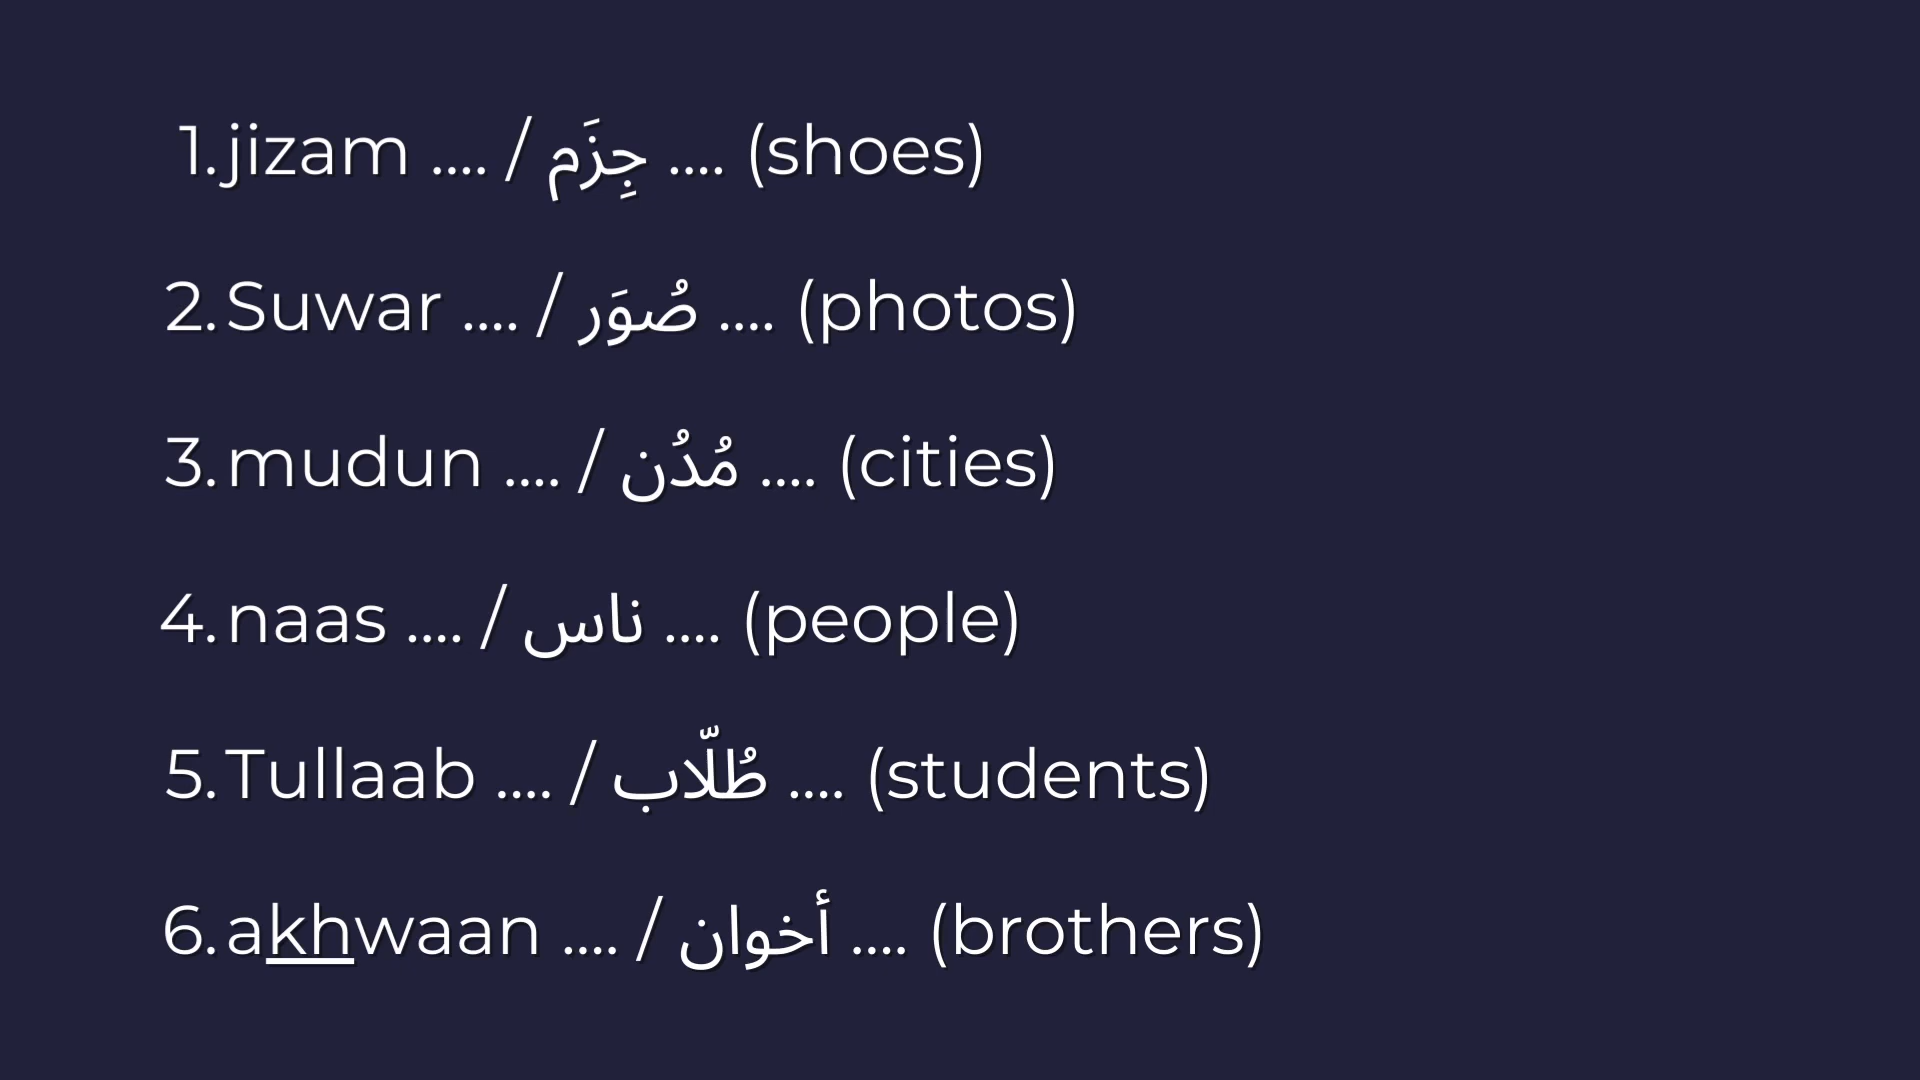 1. jizam .... / جِزَم .... (shoes)
2. Suwar .... / صُوَر .... (photos)
3. mudun .... / مُدُن .... (cities)
4. naas .... / ناس .... (people)
5. Tullaab .... / طُلّاب .... (students)
6. akhwaan .... / أخوان .... (brothers)